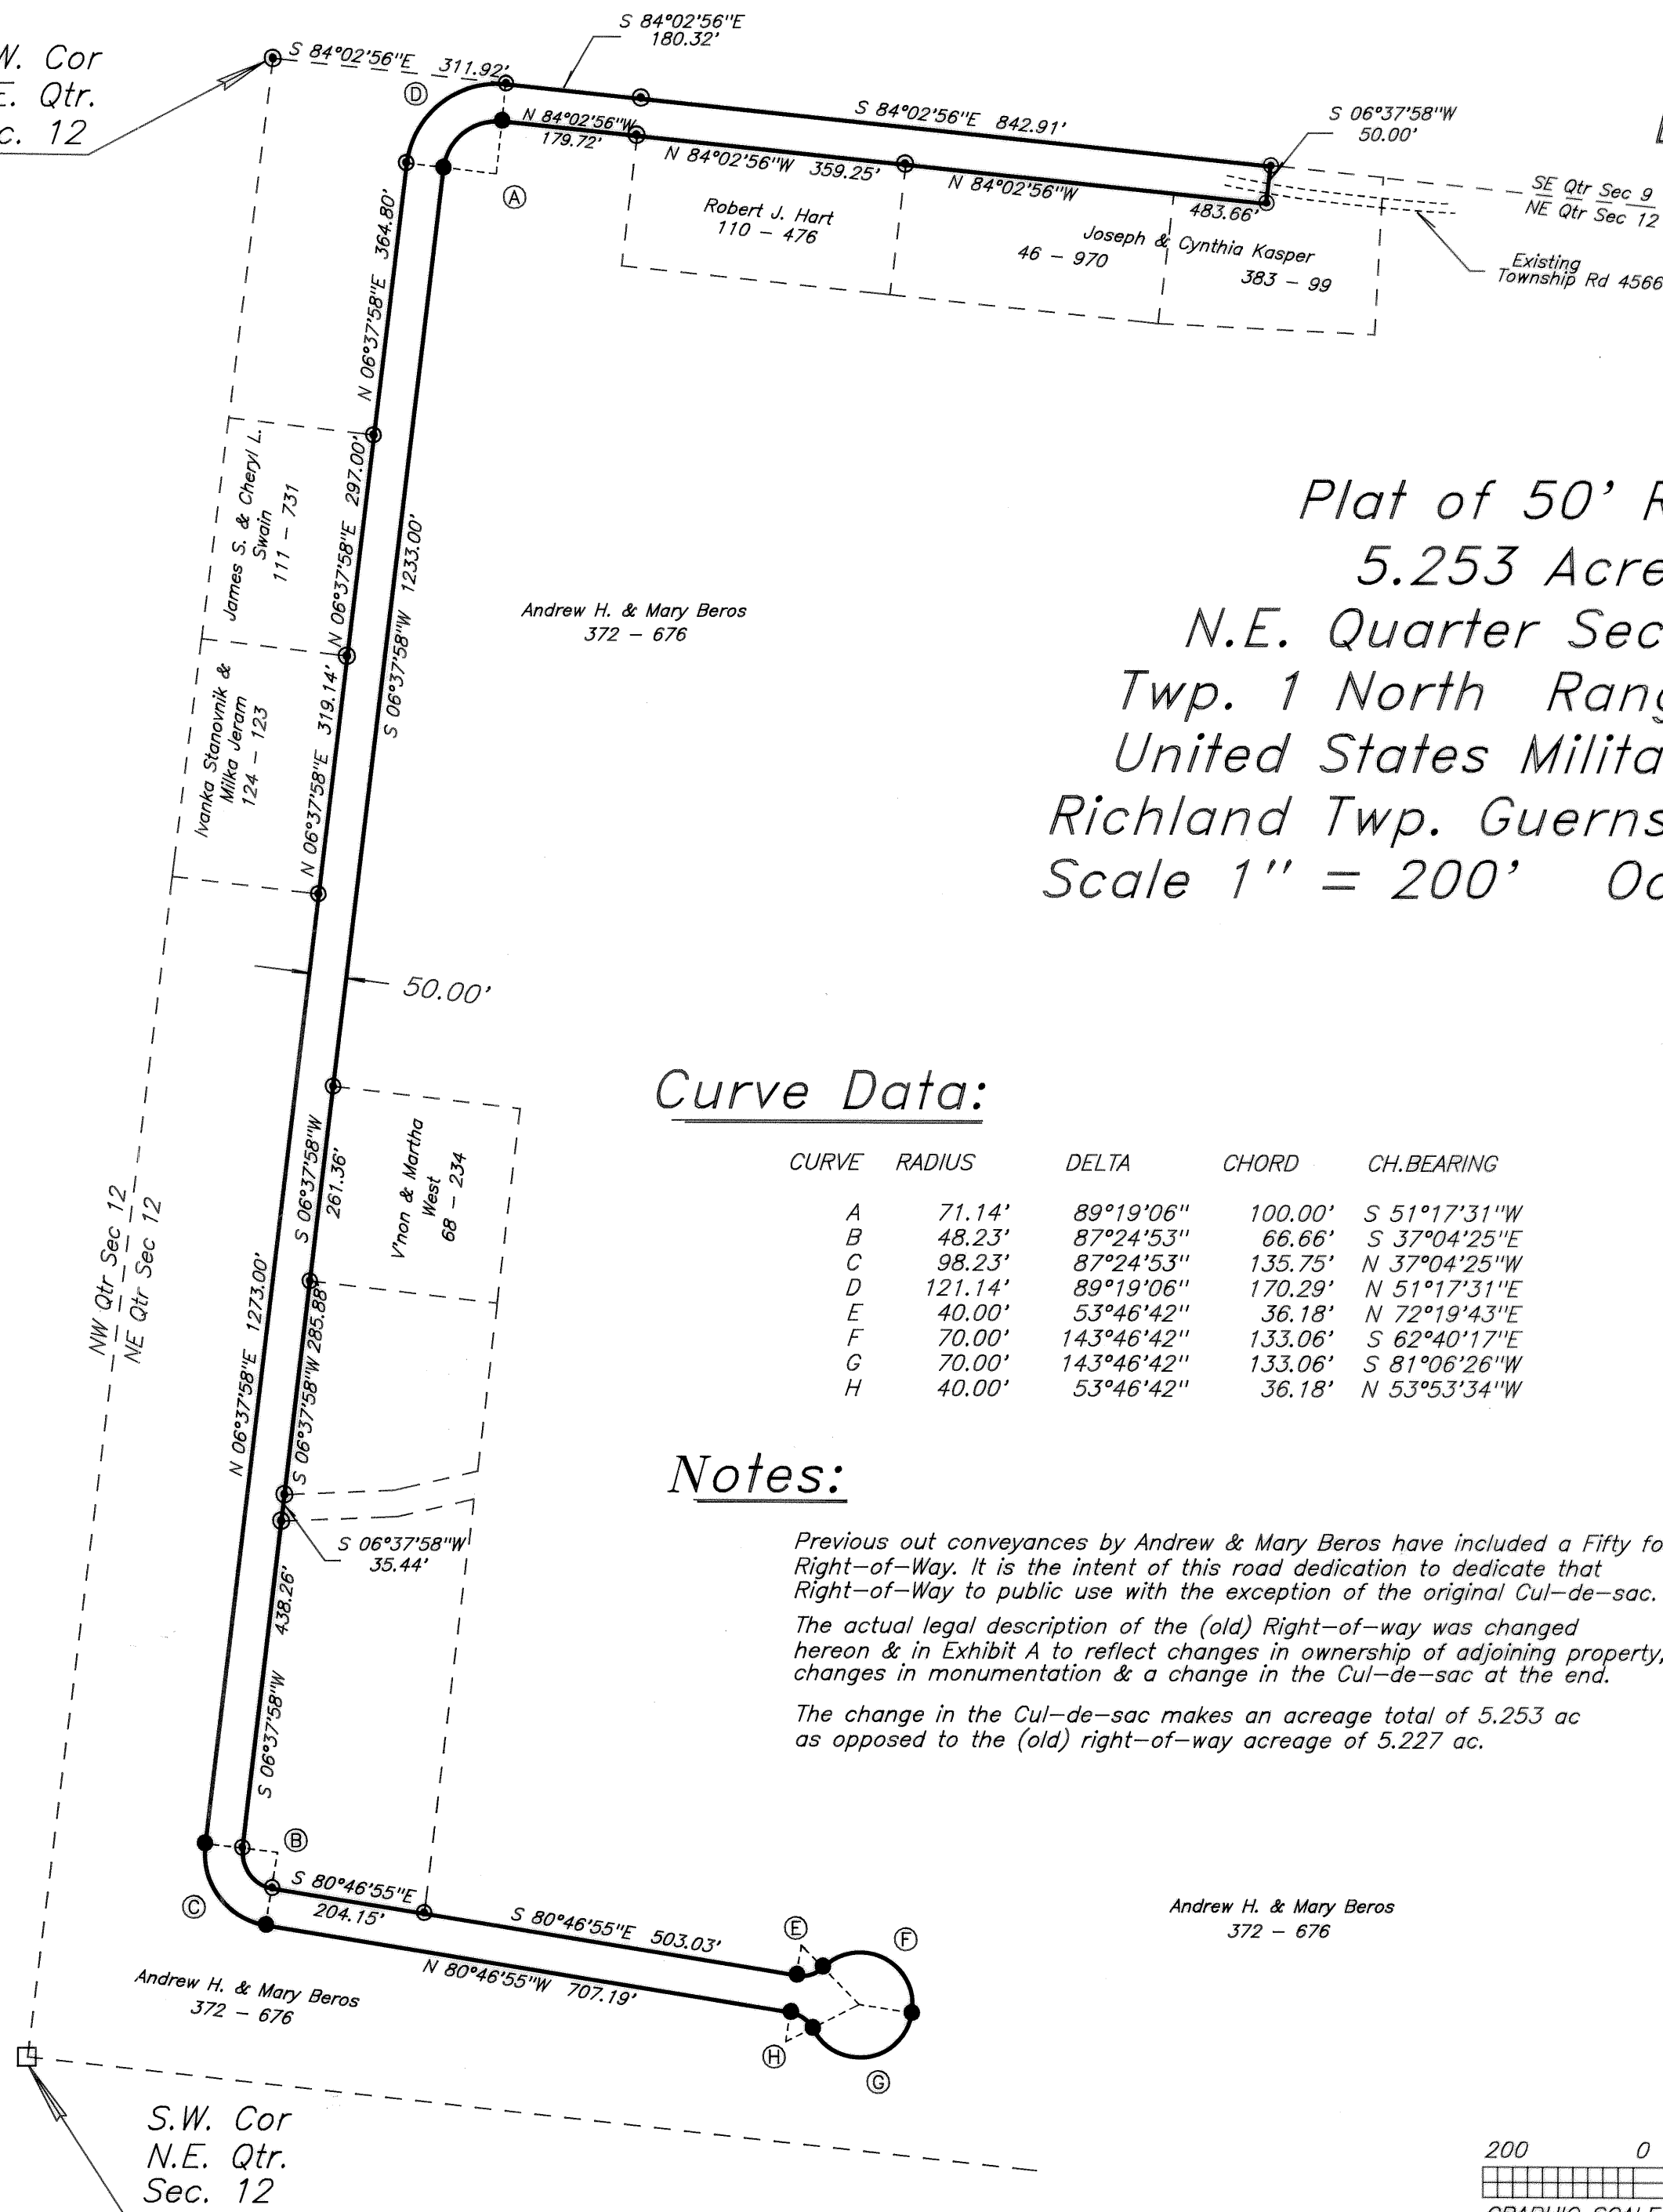 W. Cor
E. Qtr.
c. 12
S 84°02'56"E 311.92'
S 84°02'56"E
180.32'
D
N 84°02'56"W
179.72'
S 84°02'56"E 842.91'
S 06°37'58"W
50.00'
N 84°02'56"W 359.25'
N 84°02'56"W
483.66'
A
SE Qtr Sec 9
NE Qtr Sec 12
Existing
Township Rd 4566
Robert J. Hart
110 – 476
Joseph & Cynthia Kasper
46 – 970
383 – 99
N 06°37'58"E 364.80'
James S. & Cheryl L.
Swain
111 – 731
N 06°37'58"E 297.00'
S 06°37'58"W 1233.00'
Ivanka Stanovnik &
Milka Jeram
124 – 123
N 06°37'58"E 319.14'
Andrew H. & Mary Beros
372 – 676
Plat of 50' R
5.253 Acre
N.E. Quarter Sec
Twp. 1 North Rang
United States Milita
Richland Twp. Guerns
Scale 1" = 200' Oc
50.00'
S 06°37'58"W
261.36'
V'non & Martha
West
68 – 234
NW Qtr Sec 12
NE Qtr Sec 12
N 06°37'58"E 1273.00'
S 06°37'58"W 285.88'
S 06°37'58"W
35.44'
S 06°37'58"W 438.26'
Curve Data:
CURVE RADIUS DELTA CHORD CH.BEARING
A 71.14' 89°19'06" 100.00' S 51°17'31"W
B 48.23' 87°24'53" 66.66' S 37°04'25"E
C 98.23' 87°24'53" 135.75' N 37°04'25"W
D 121.14' 89°19'06" 170.29' N 51°17'31"E
E 40.00' 53°46'42" 36.18' N 72°19'43"E
F 70.00' 143°46'42" 133.06' S 62°40'17"E
G 70.00' 143°46'42" 133.06' S 81°06'26"W
H 40.00' 53°46'42" 36.18' N 53°53'34"W
Notes:
Previous out conveyances by Andrew & Mary Beros have included a Fifty fo
Right–of–Way. It is the intent of this road dedication to dedicate that
Right–of–Way to public use with the exception of the original Cul–de–sac.
The actual legal description of the (old) Right–of–way was changed
hereon & in Exhibit A to reflect changes in ownership of adjoining property,
changes in monumentation & a change in the Cul–de–sac at the end.
The change in the Cul–de–sac makes an acreage total of 5.253 ac
as opposed to the (old) right–of–way acreage of 5.227 ac.
B
C
S 80°46'55"E
204.15'
S 80°46'55"E 503.03'
N 80°46'55"W 707.19'
E
F
H
G
Andrew H. & Mary Beros
372 – 676
Andrew H. & Mary Beros
372 – 676
S.W. Cor
N.E. Qtr.
Sec. 12
200 0